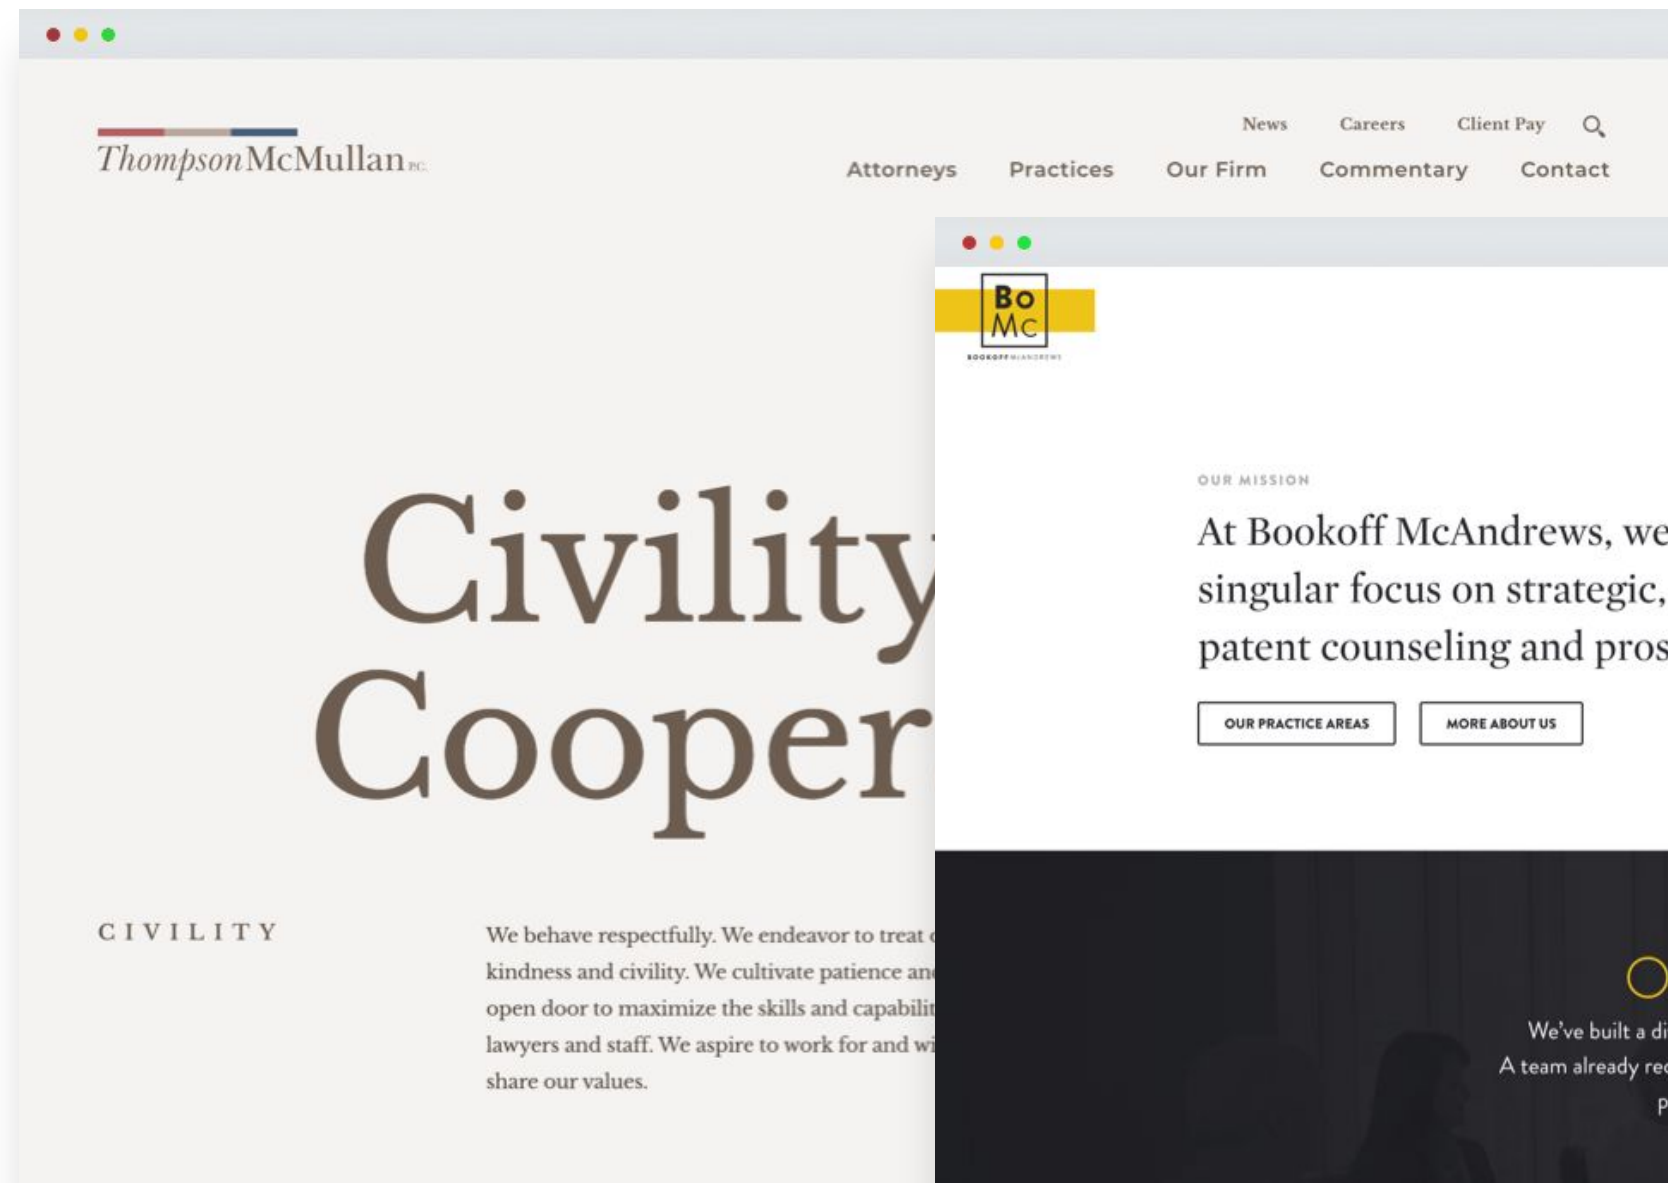 News Careers Client Pay
ThompsonMcMullan P.C.
Attorneys Practices Our Firm Commentary Contact
Civility
Cooper
CIVILITY
We behave respectfully. We endeavor to treat
kindness and civility. We cultivate patience and
open door to maximize the skills and capabilit
lawyers and staff. We aspire to work for and wi
share our values.
Bo
Mc
BOOKOFF MCANDREWS
OUR MISSION
At Bookoff McAndrews, we
singular focus on strategic,
patent counseling and pros
OUR PRACTICE AREAS MORE ABOUT US
We've built a di
A team already rec
p